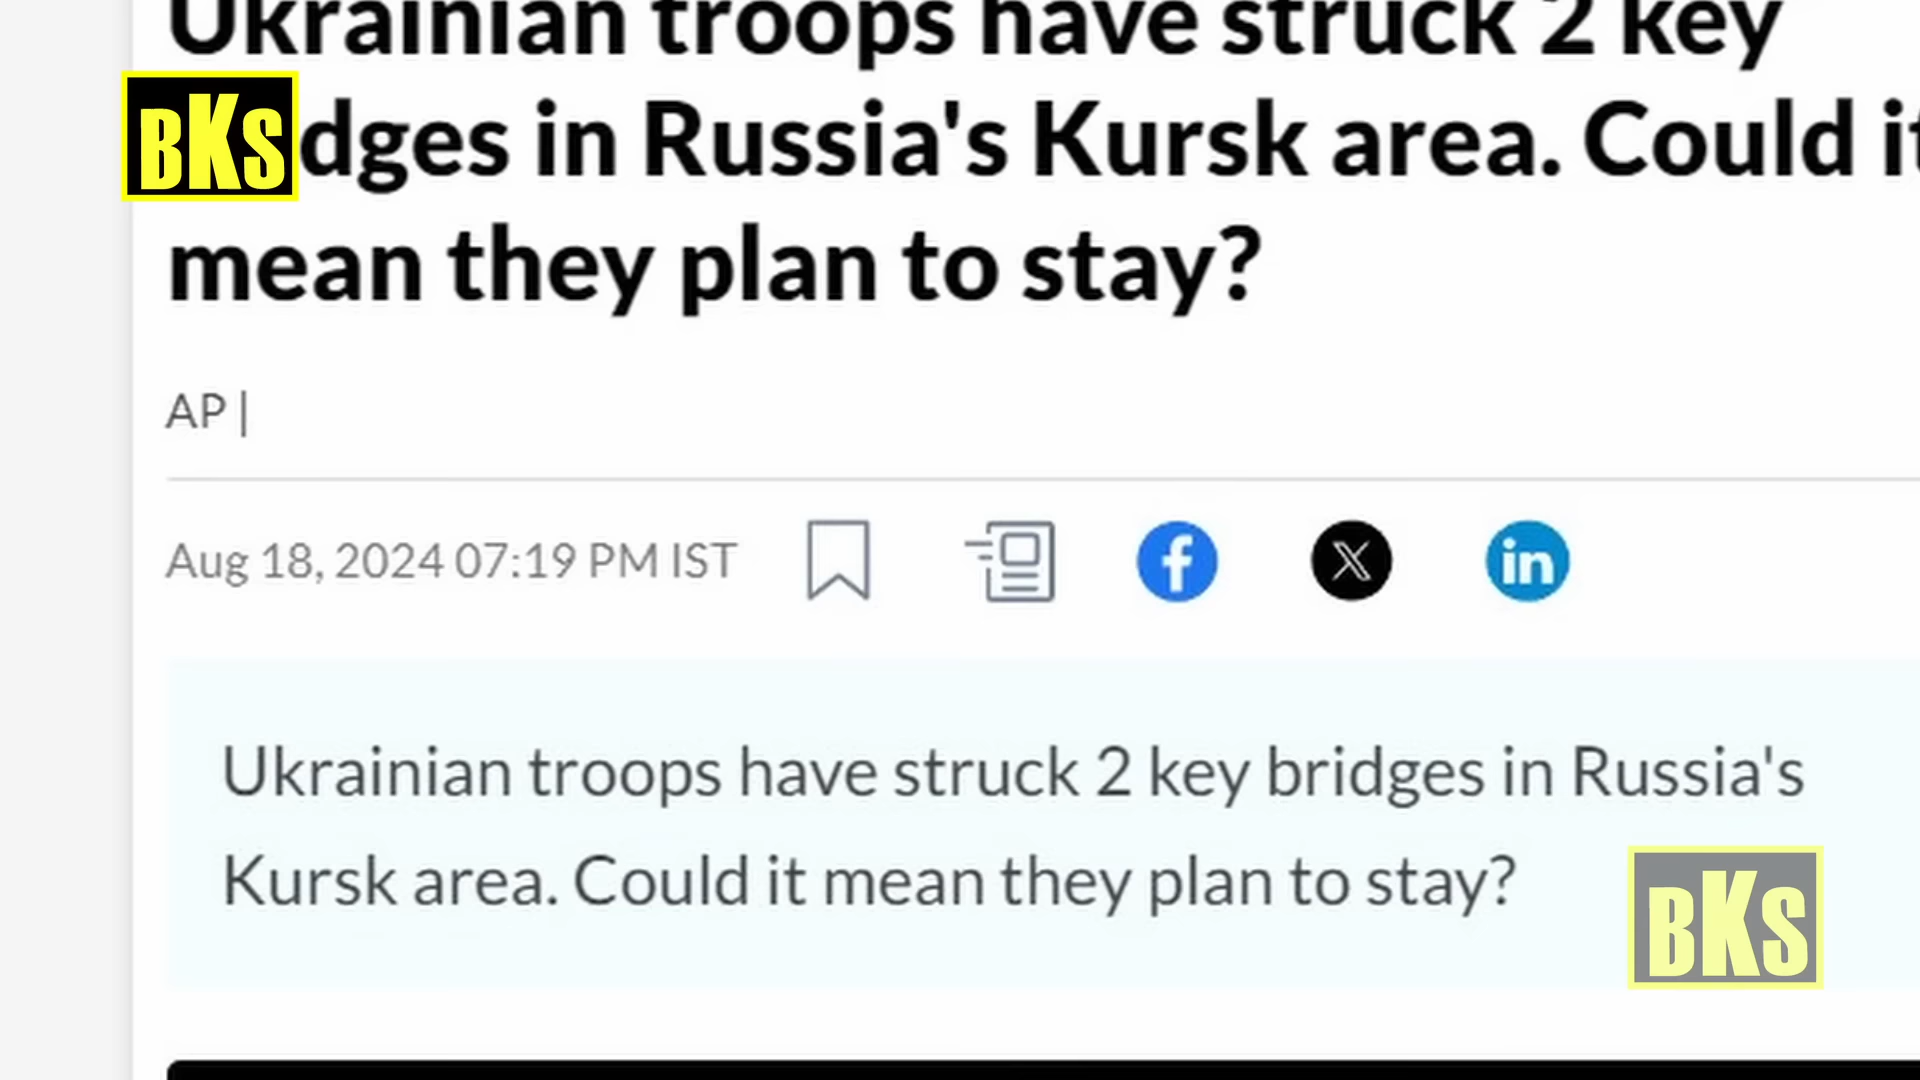 Ukrainian troops have struck 2 key
BKS
dges in Russia's Kursk area. Could it
mean they plan to stay?
AP |
Aug 18, 2024 07:19 PM IST
f
X
in
Ukrainian troops have struck 2 key bridges in Russia's
Kursk area. Could it mean they plan to stay?
BKS